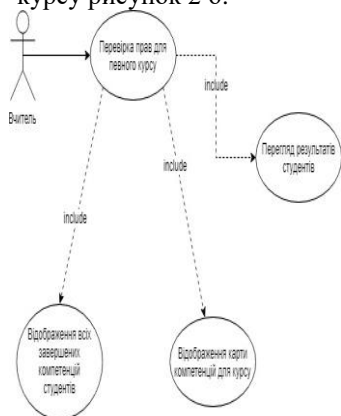 курсу рисунок 2 б.
Перевірка прав для
певного курсу
include
Вчитель
Перегляд результатів
студентів
include
include
Відображення всіх
завершених
компетенцій
студентів
Відображення карти
компетенцій для курсу